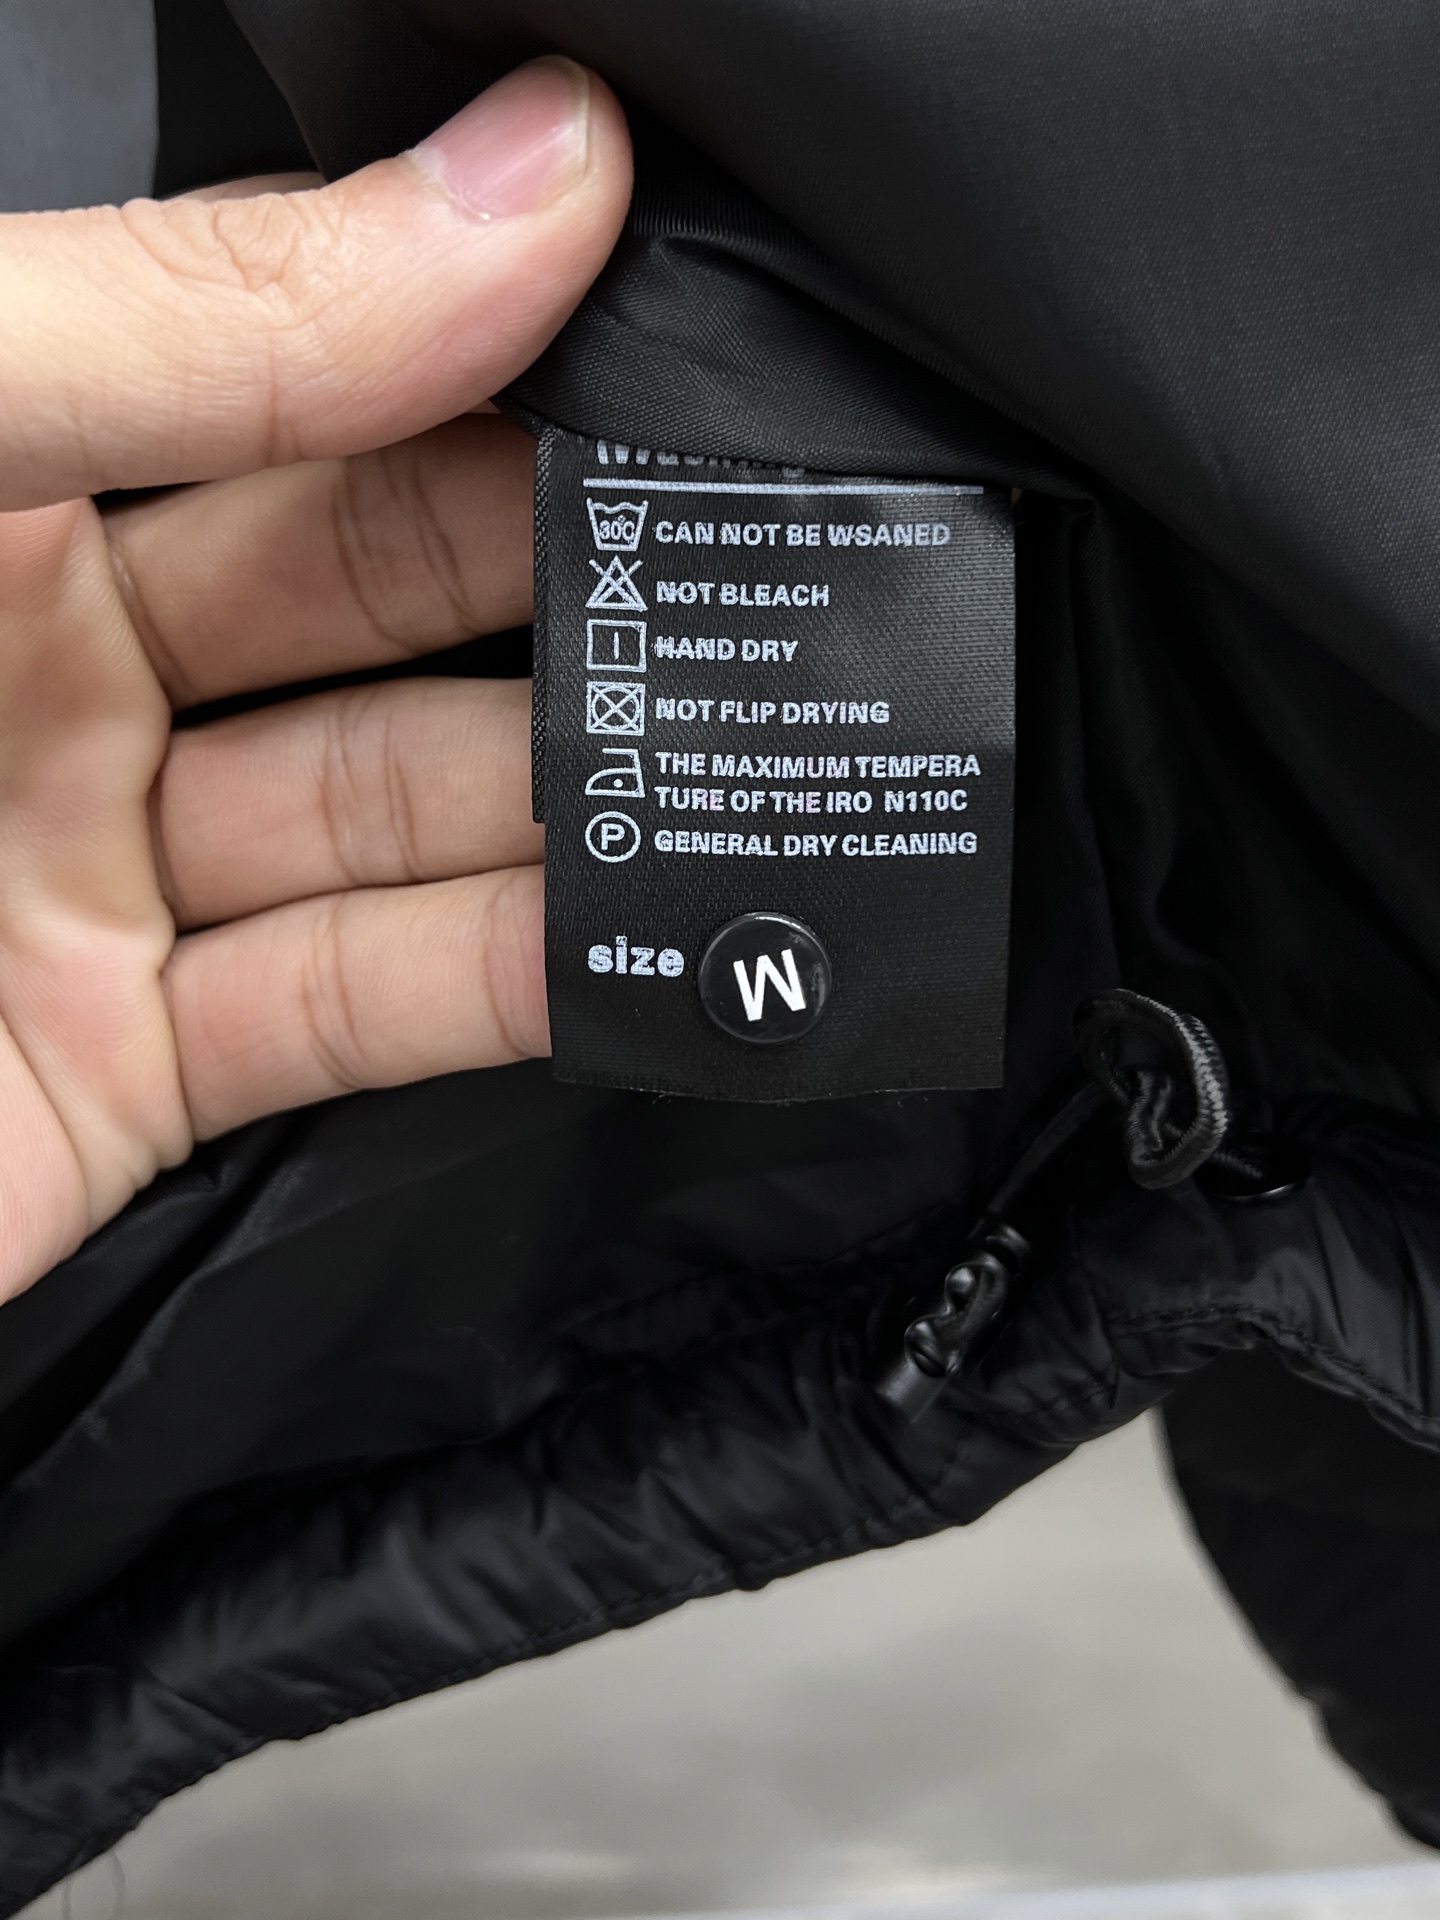 30°C CAN NOT BE WSANED
NOT BLEACH
HAND DRY
NOT FLIP DRYING
THE MAXIMUM TEMPERA
TURE OF THE IRO N110C
P GENERAL DRY CLEANING
size M